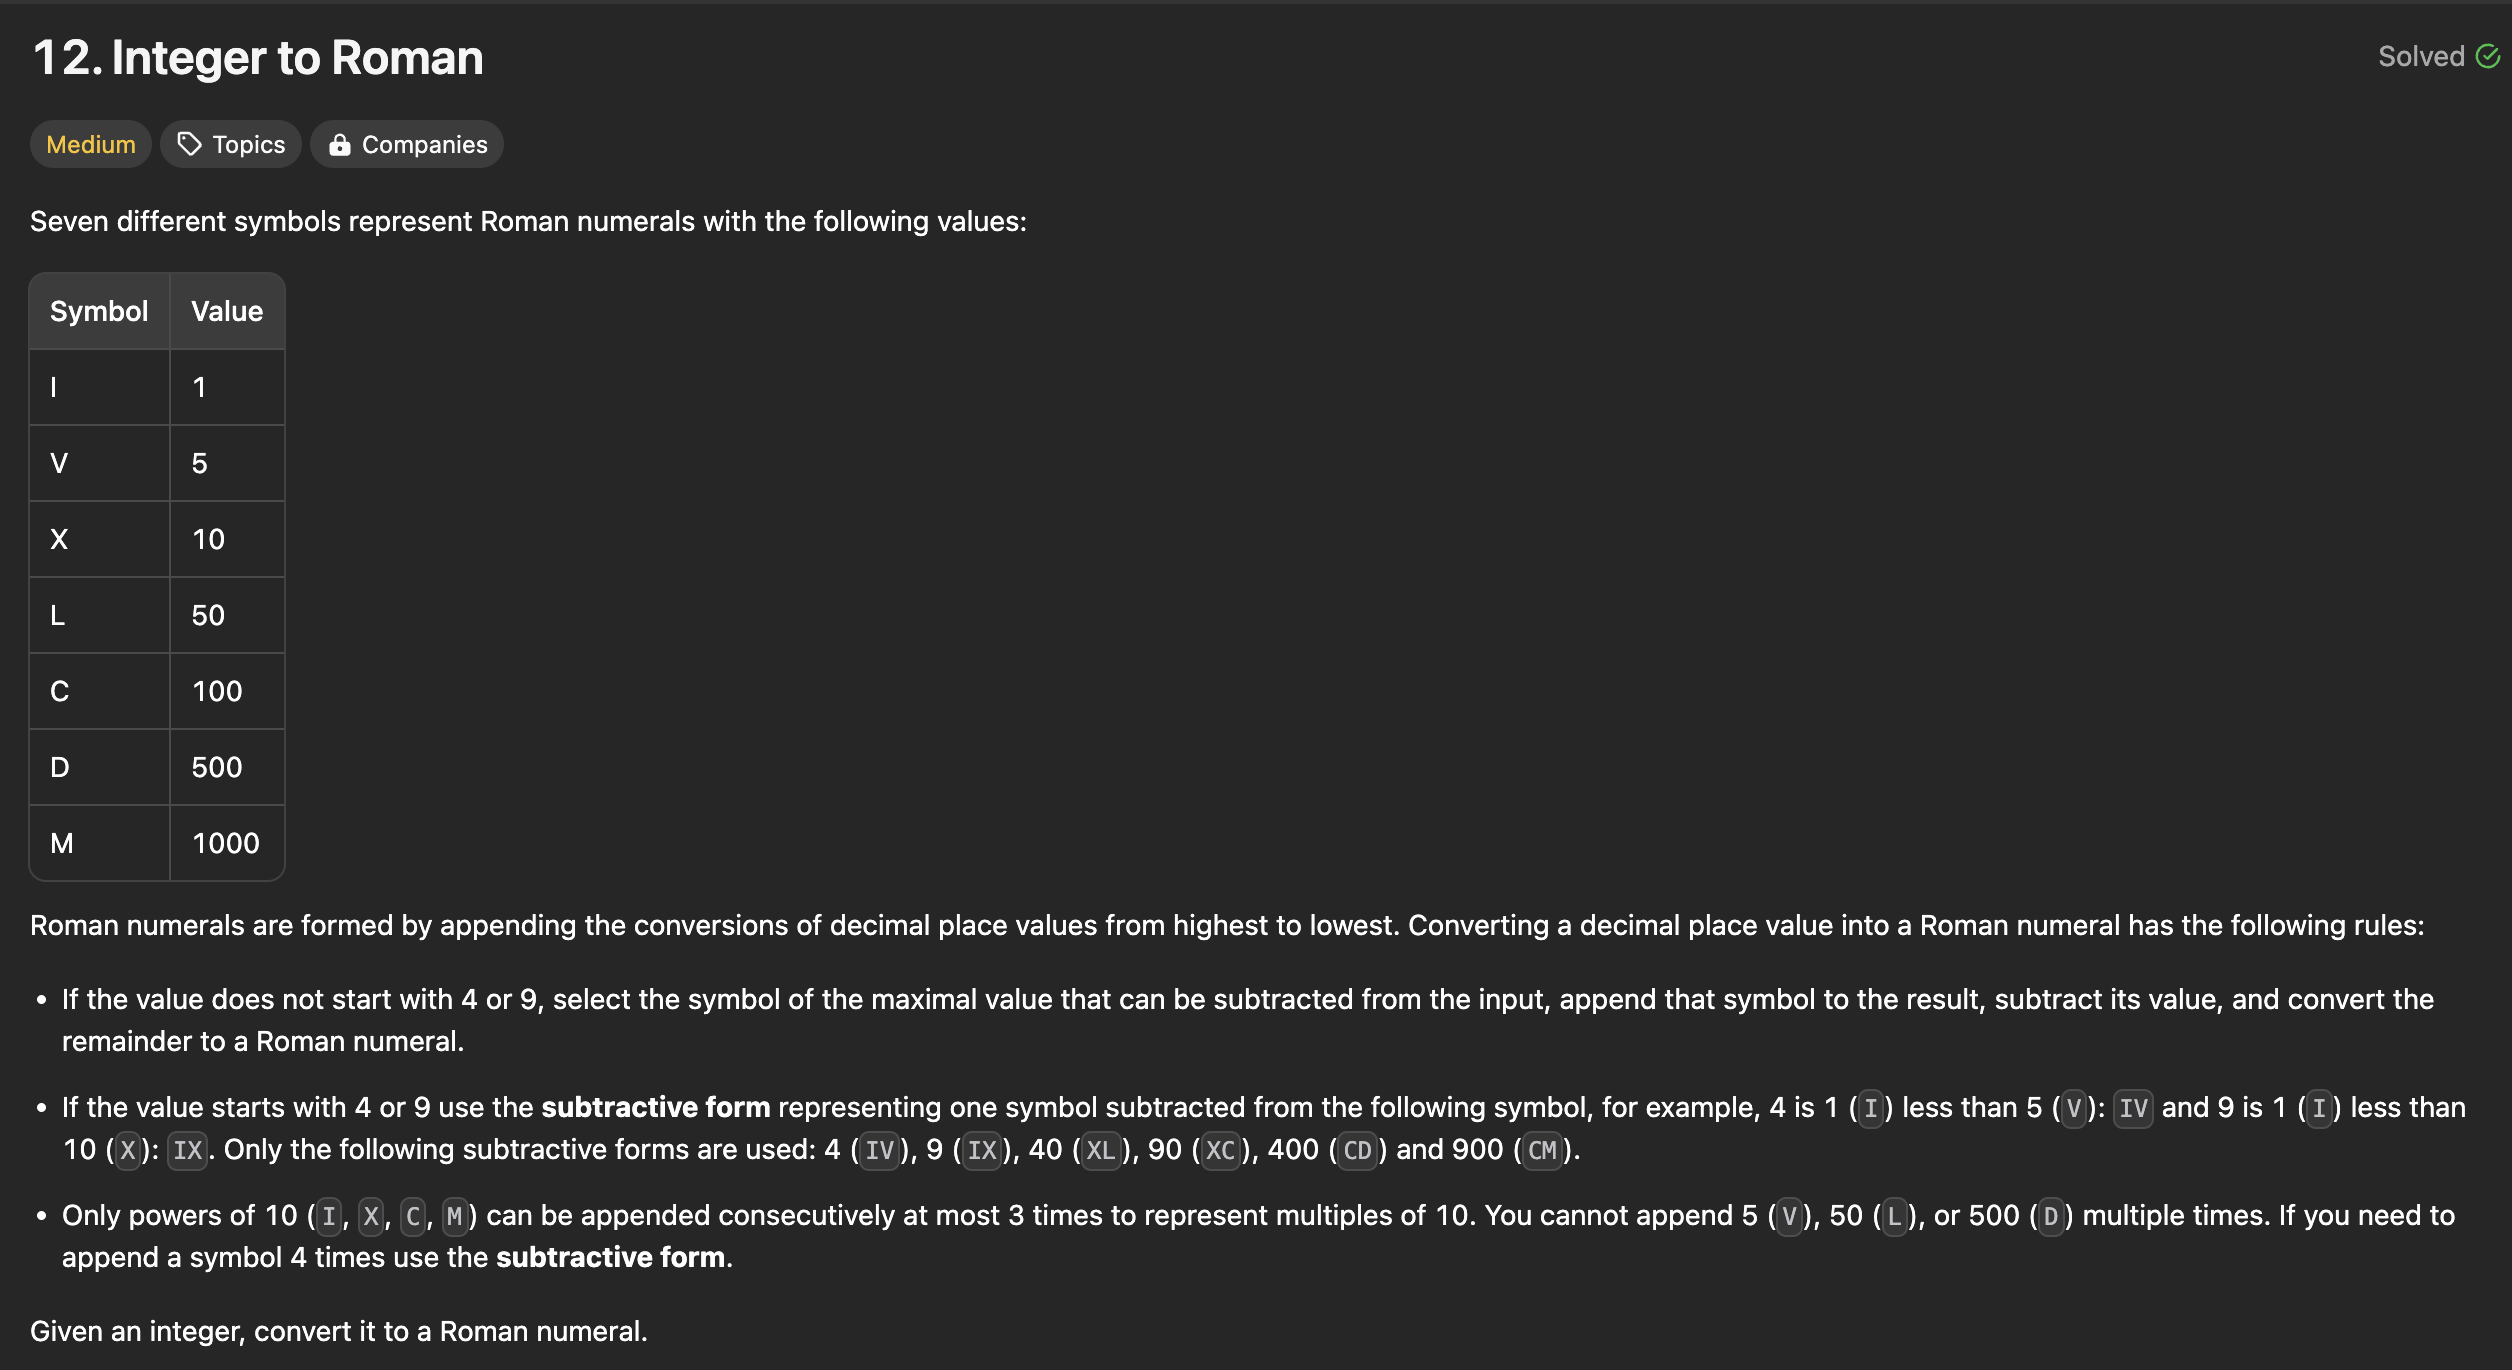 12. Integer to Roman
Solved
Medium Topics Companies
Seven different symbols represent Roman numerals with the following values:
Symbol Value
I 1
V 5
X 10
L 50
C 100
D 500
M 1000
Roman numerals are formed by appending the conversions of decimal place values from highest to lowest. Converting a decimal place value into a Roman numeral has the following rules:
• If the value does not start with 4 or 9, select the symbol of the maximal value that can be subtracted from the input, append that symbol to the result, subtract its value, and convert the
remainder to a Roman numeral.
• If the value starts with 4 or 9 use the subtractive form representing one symbol subtracted from the following symbol, for example, 4 is 1 (I) less than 5 (V): IV and 9 is 1 (I) less than
10 (X): IX. Only the following subtractive forms are used: 4 (IV), 9 (IX), 40 (XL), 90 (XC), 400 (CD) and 900 (CM).
• Only powers of 10 (I, X, C, M) can be appended consecutively at most 3 times to represent multiples of 10. You cannot append 5 (V), 50 (L), or 500 (D) multiple times. If you need to
append a symbol 4 times use the subtractive form.
Given an integer, convert it to a Roman numeral.